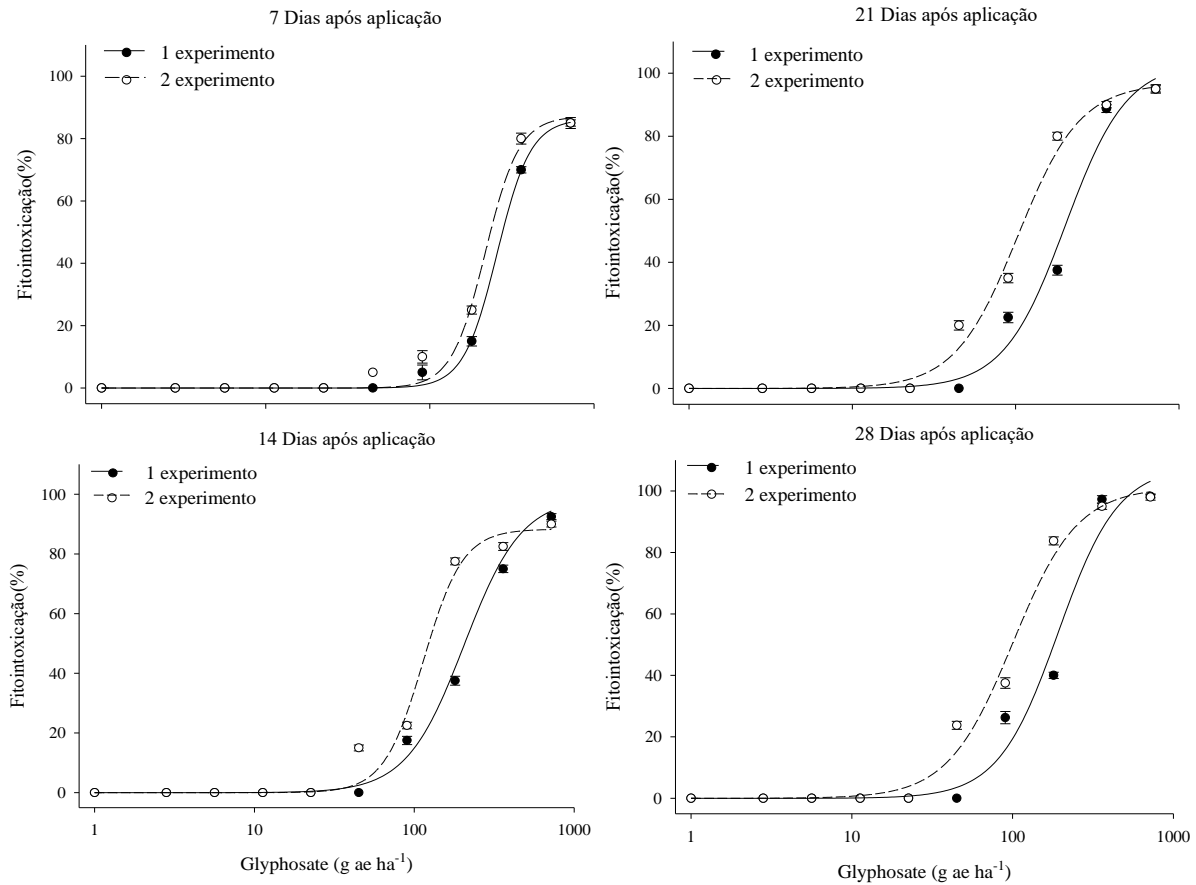 7 Dias após aplicação
1 experimento
2 experimento
100
80
60
40
20
0
Fitointoxicação(%)
21 Dias após aplicação
1 experimento
2 experimento
100
80
60
40
20
0
Fitointoxicação(%)
14 Dias após aplicação
1 experimento
2 experimento
100
80
60
40
20
0
Fitointoxicação(%)
1 10 100 1000
Glyphosate (g ae ha-1)
28 Dias após aplicação
1 experimento
2 experimento
100
80
60
40
20
0
Fitointoxicação(%)
1 10 100 1000
Glyphosate (g ae ha-1)